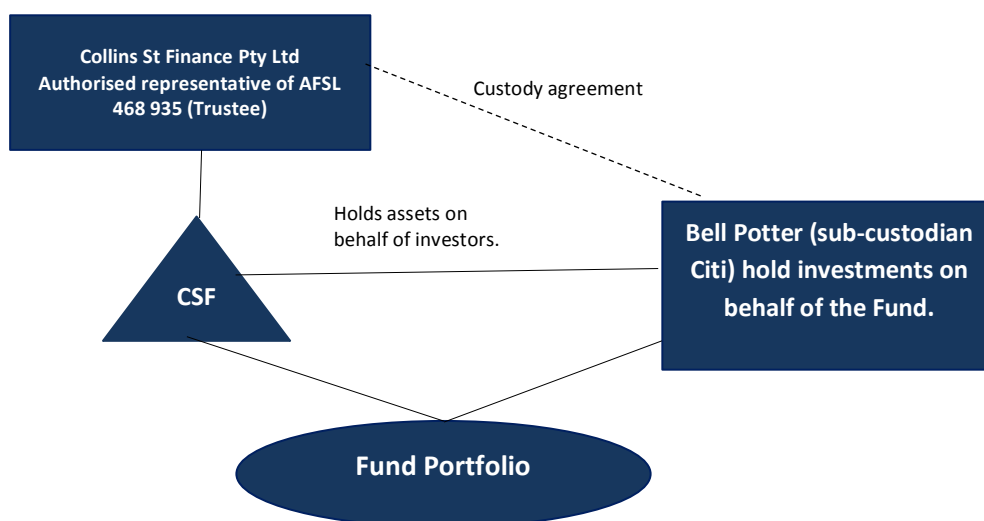 Collins St Finance Pty Ltd
Authorised representative of AFSL
468 935 (Trustee)
Custody agreement
Holds assets on
behalf of investors.
Bell Potter (sub-custodian
Citi) hold investments on
behalf of the Fund.
CSF
Fund Portfolio